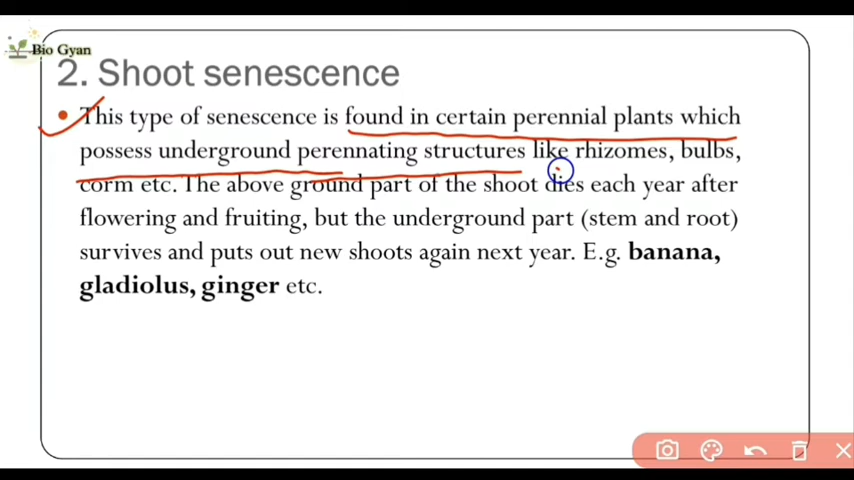 Bio Gyan
2. Shoot senescence
• This type of senescence is found in certain perennial plants which
possess underground perennating structures like rhizomes, bulbs,
corm etc. The above ground part of the shoot dies each year after
flowering and fruiting, but the underground part (stem and root)
survives and puts out new shoots again next year. E.g. banana,
gladiolus, ginger etc.